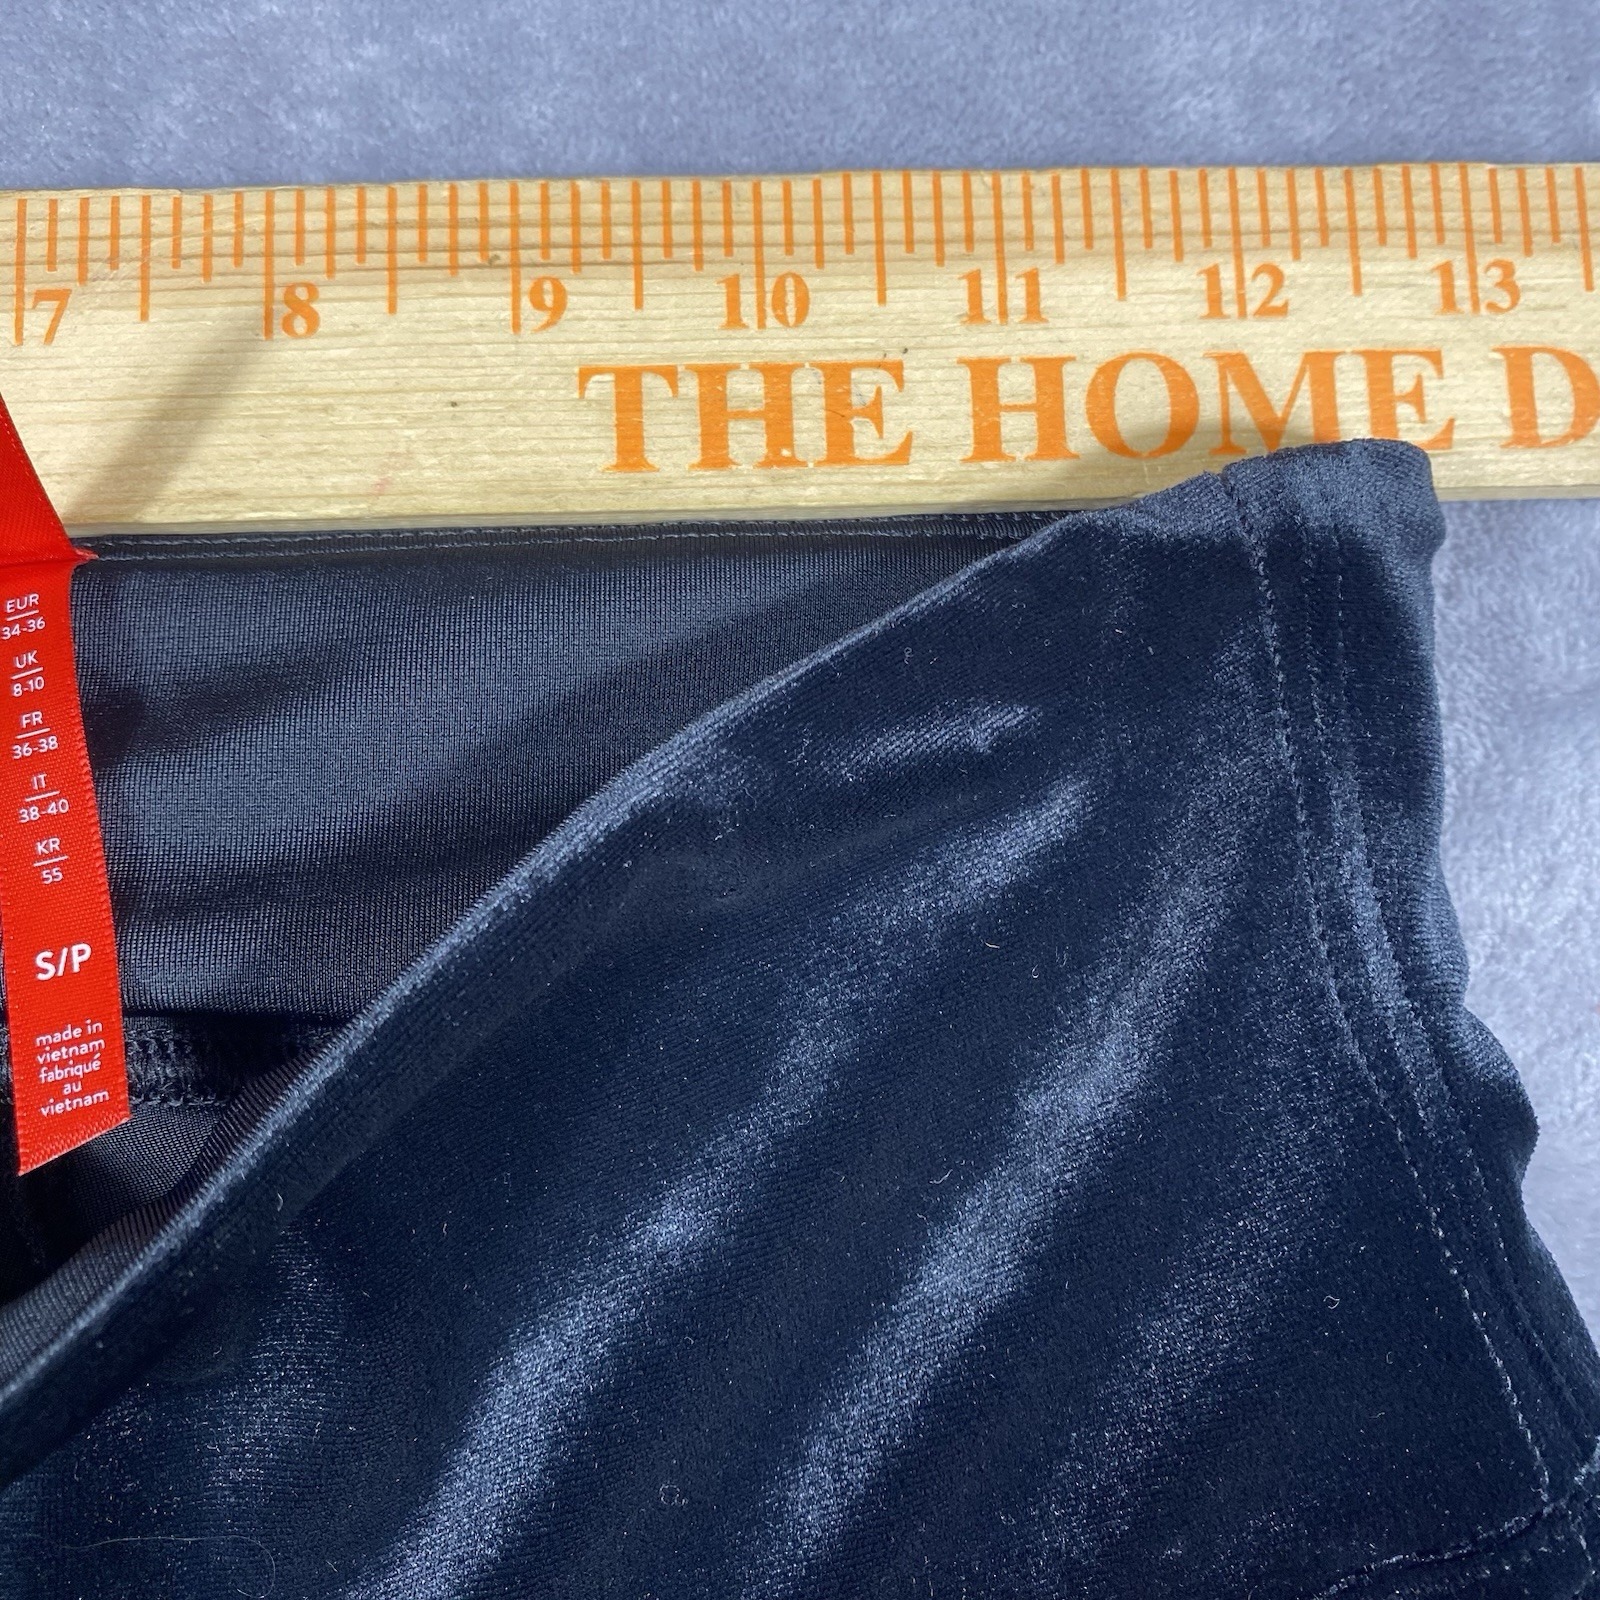 7 8 9 10 11 12 13
THE HOME D
EUR
34-36
UK
8-10
FR
36-38
IT
38-40
KR
55
S/P
made in
vietnam
fabriqué
au
vietnam